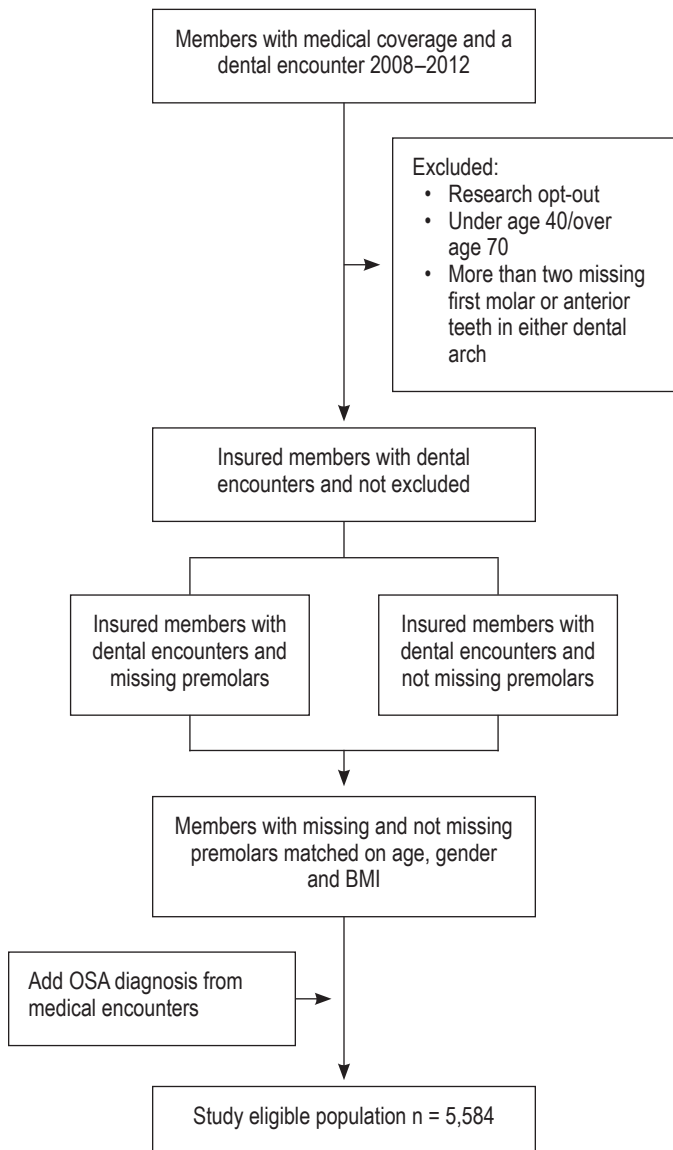 Members with medical coverage and a
dental encounter 2008–2012
Excluded:
• Research opt-out
• Under age 40/over
age 70
• More than two missing
first molar or anterior
teeth in either dental
arch
Insured members with dental
encounters and not excluded
Insured members with
dental encounters and
missing premolars
Insured members with
dental encounters and
not missing premolars
Members with missing and not missing
premolars matched on age, gender
and BMI
Add OSA diagnosis from
medical encounters
Study eligible population n = 5,584